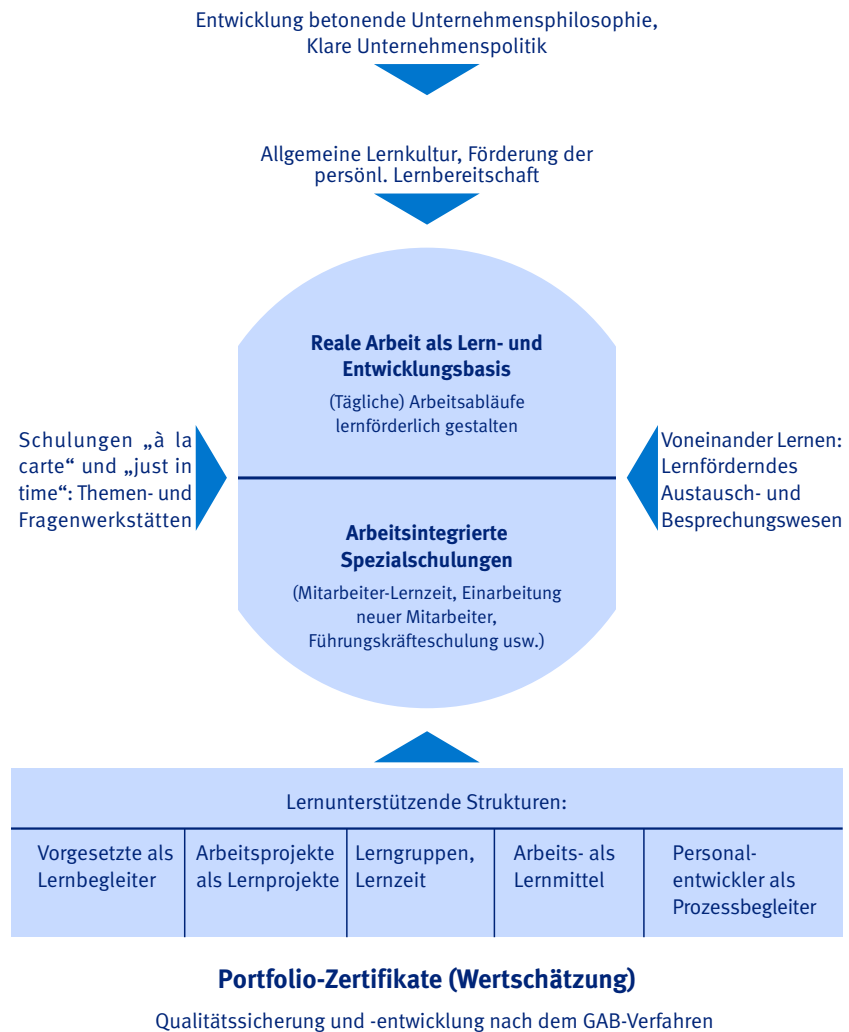 Entwicklung betonende Unternehmensphilosophie,
Klare Unternehmenspolitik
Allgemeine Lernkultur, Förderung der
persönl. Lernbereitschaft
Reale Arbeit als Lern- und
Entwicklungsbasis
(Tägliche) Arbeitsabläufe
lernförderlich gestalten
Schulungen „à la
carte“ und „just in
time“: Themen- und
Fragenwerkstätten
Voneinander Lernen:
Lernförderndes
Austausch- und
Besprechungswesen
Arbeitsintegrierte
Spezialschulungen
(Mitarbeiter-Lernzeit, Einarbeitung
neuer Mitarbeiter,
Führungskräfteschulung usw.)
Lernunterstützende Strukturen:
Vorgesetzte als
Lernbegleiter
Arbeitsprojekte
als Lernprojekte
Lerngruppen,
Lernzeit
Arbeits- als
Lernmittel
Personal-
entwickler als
Prozessbegleiter
Portfolio-Zertifikate (Wertschätzung)
Qualitätssicherung und -entwicklung nach dem GAB-Verfahren